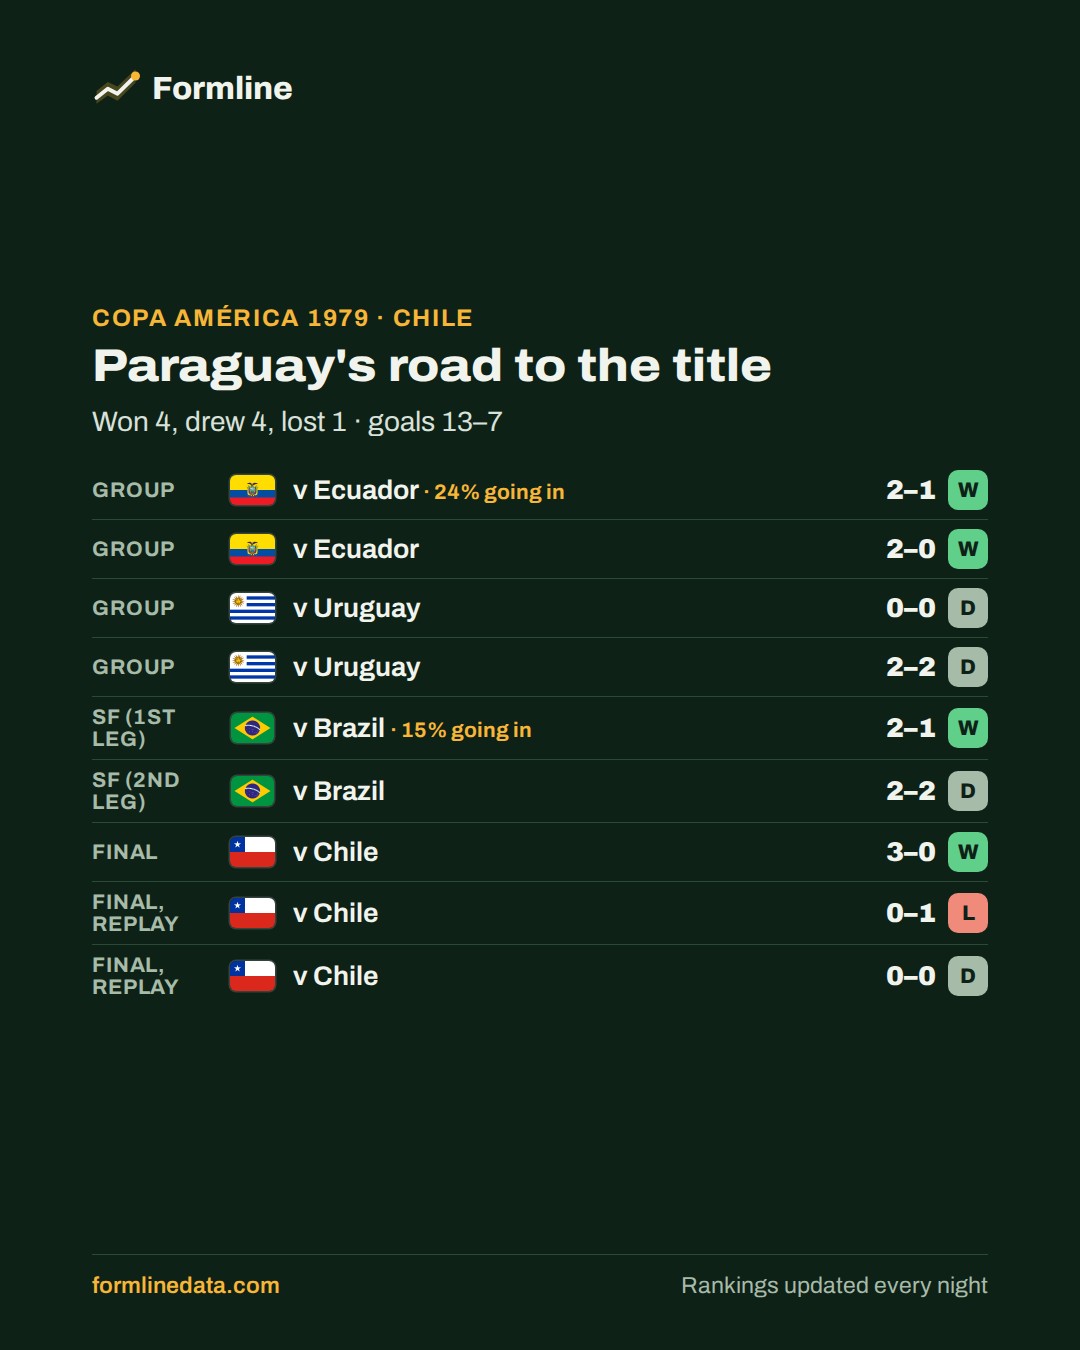 Formline
COPA AMÉRICA 1979 · CHILE
Paraguay's road to the title
Won 4, drew 4, lost 1 · goals 13–7
GROUP v Ecuador · 24% going in 2–1 W
GROUP v Ecuador 2–0 W
GROUP v Uruguay 0–0 D
GROUP v Uruguay 2–2 D
SF (1ST
LEG) v Brazil · 15% going in 2–1 W
SF (2ND
LEG) v Brazil 2–2 D
FINAL v Chile 3–0 W
FINAL,
REPLAY v Chile 0–1 L
FINAL,
REPLAY v Chile 0–0 D
formlinedata.com Rankings updated every night